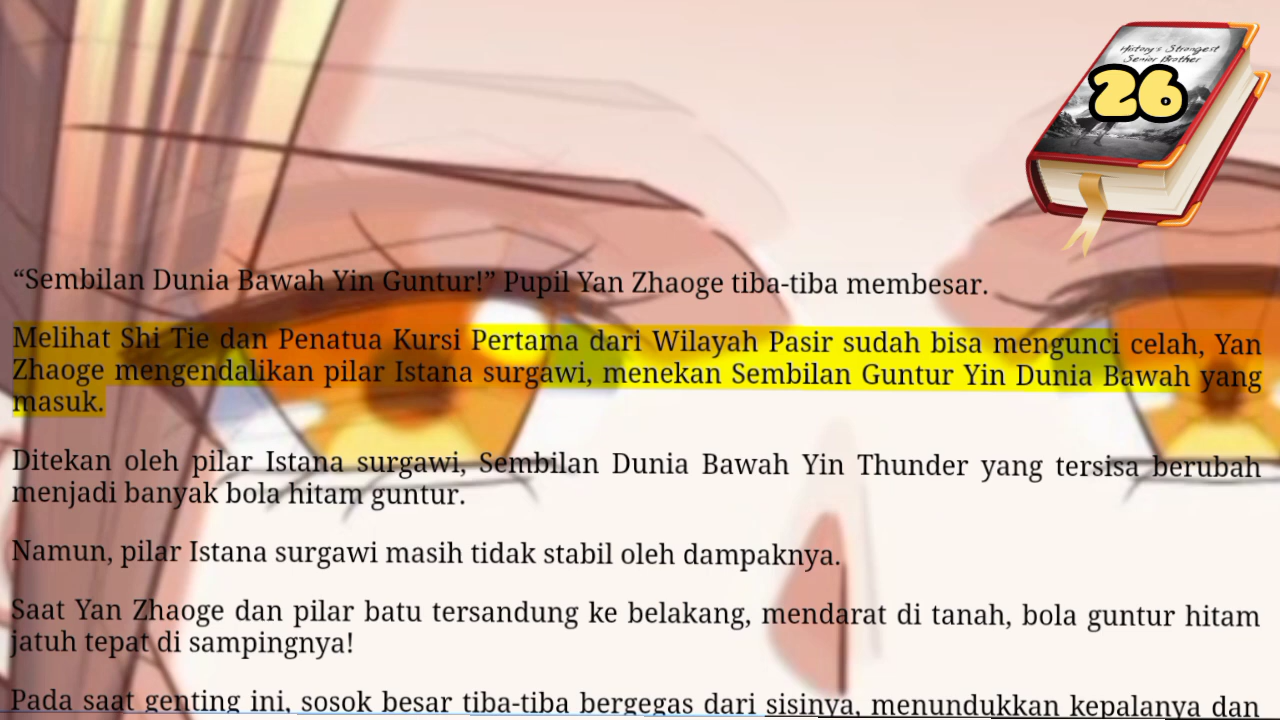 History's Strongest
Senior Brother
26
“Sembilan Dunia Bawah Yin Guntur!” Pupil Yan Zhaoge tiba-tiba membesar.
Melihat Shi Tie dan Penatua Kursi Pertama dari Wilayah Pasir sudah bisa mengunci celah, Yan
Zhaoge mengendalikan pilar Istana surgawi, menekan Sembilan Guntur Yin Dunia Bawah yang
masuk.
Ditekan oleh pilar Istana surgawi, Sembilan Dunia Bawah Yin Thunder yang tersisa berubah
menjadi banyak bola hitam guntur.
Namun, pilar Istana surgawi masih tidak stabil oleh dampaknya.
Saat Yan Zhaoge dan pilar batu tersandung ke belakang, mendarat di tanah, bola guntur hitam
jatuh tepat di sampingnya!
Pada saat genting ini, sosok besar tiba-tiba bergegas dari sisinya, menundukkan kepalanya dan